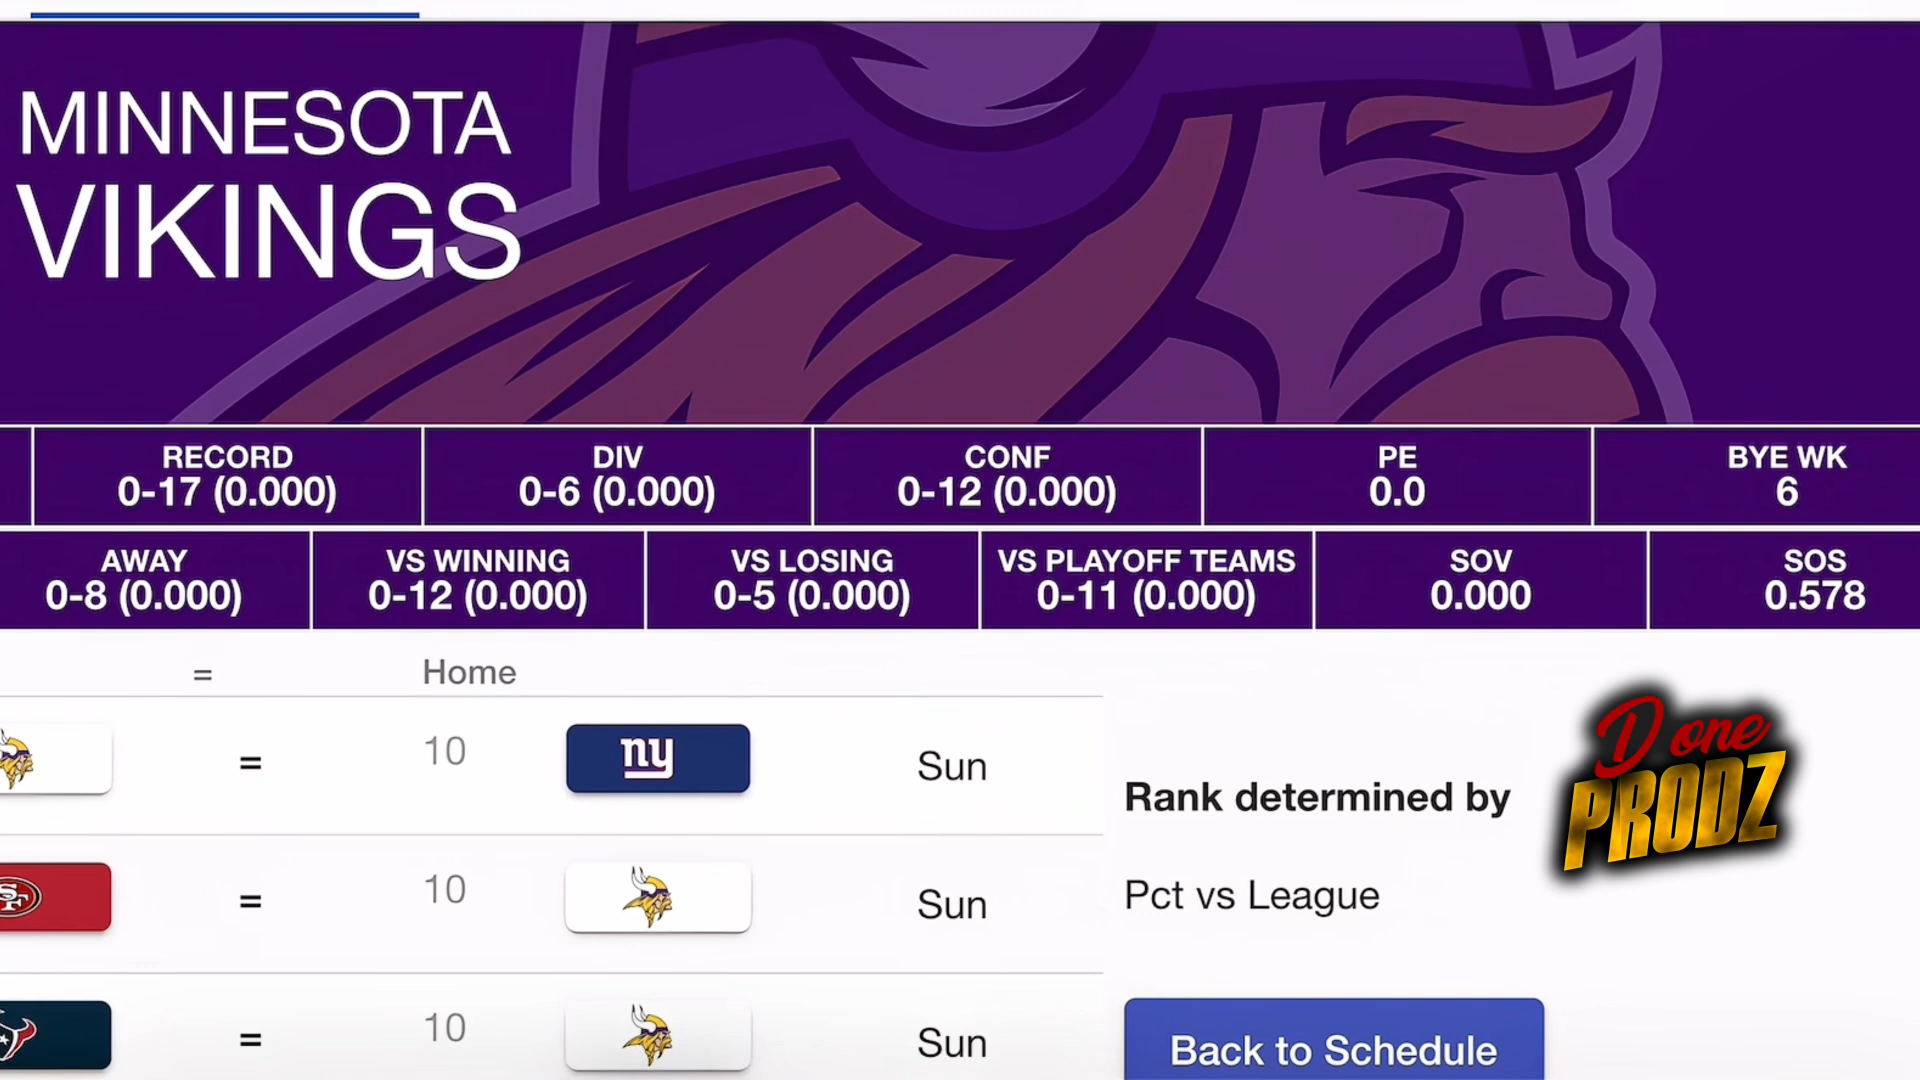 MINNESOTA
VIKINGS
RECORD
0-17 (0.000)
DIV
0-6 (0.000)
CONF
0-12 (0.000)
PE
0.0
BYE WK
6
AWAY
0-8 (0.000)
VS WINNING
0-12 (0.000)
VS LOSING
0-5 (0.000)
VS PLAYOFF TEAMS
0-11 (0.000)
SOV
0.000
SOS
0.578
= Home
= 10 ny Sun
SF = 10 Sun
= 10 Sun
Rank determined by
Pct vs League
Back to Schedule
D one
PRODZ